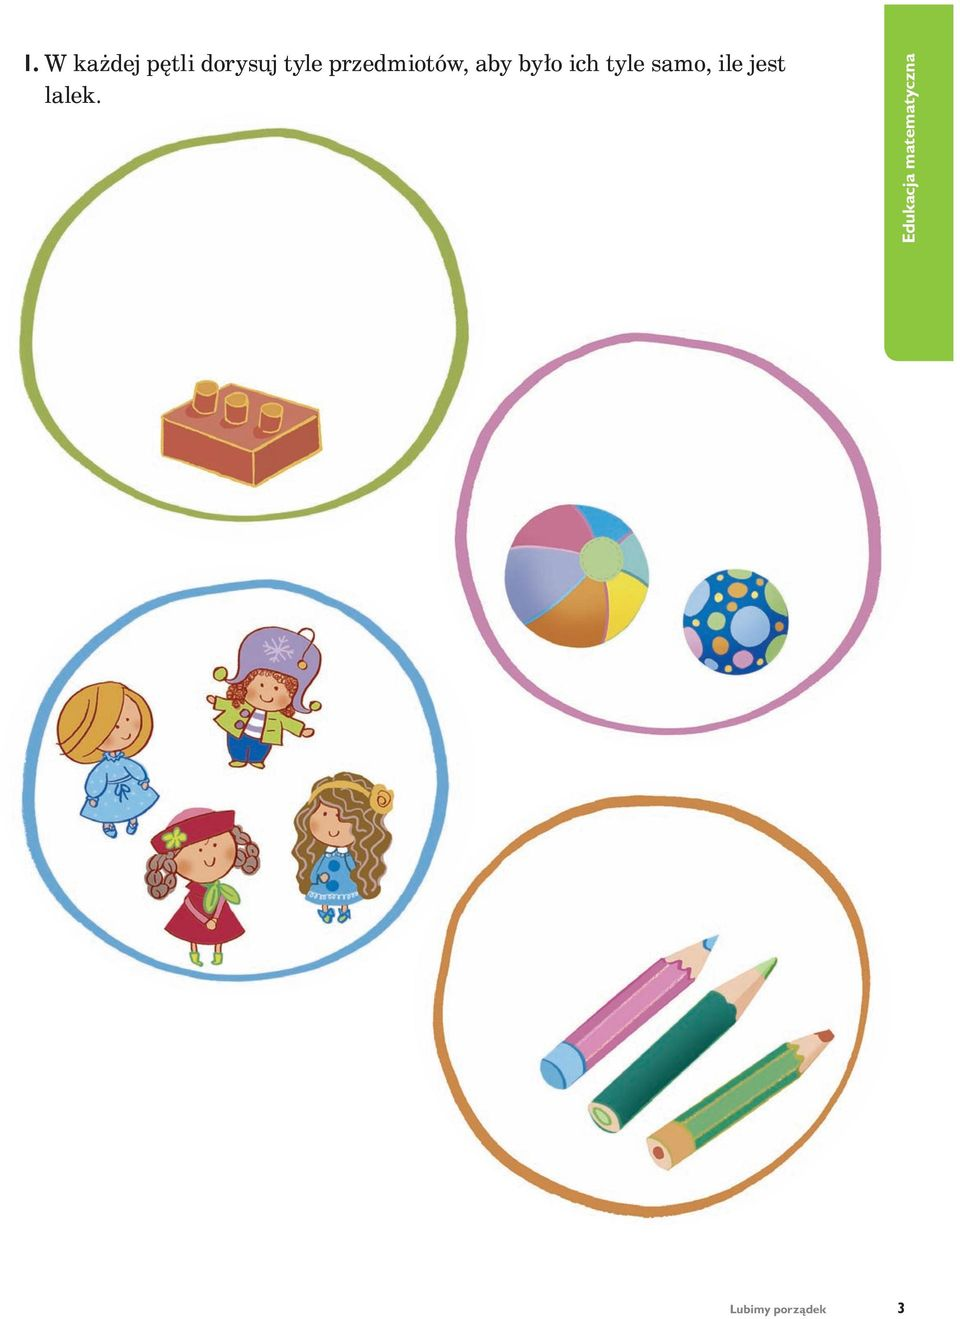 1. W każdej pętli dorysuj tyle przedmiotów, aby było ich tyle samo, ile jest
lalek.
Edukacja matematyczna
Lubimy porządek 3